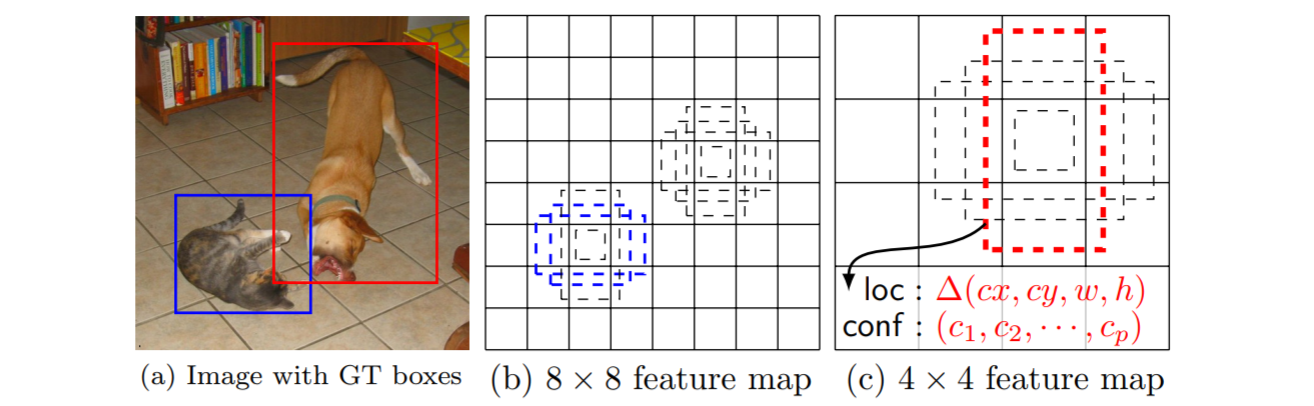 loc : Δ(cx, cy, w, h)
conf : (c₁, c₂, ⋯, cₚ)
(a) Image with GT boxes
(b) 8 × 8 feature map
(c) 4 × 4 feature map